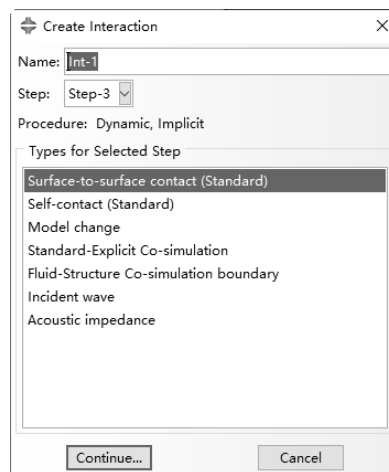 Create Interaction
Name: Int-1
Step: Step-3
Procedure: Dynamic, Implicit
Types for Selected Step
Surface-to-surface contact (Standard)
Self-contact (Standard)
Model change
Standard-Explicit Co-simulation
Fluid-Structure Co-simulation boundary
Incident wave
Acoustic impedance
Continue... Cancel